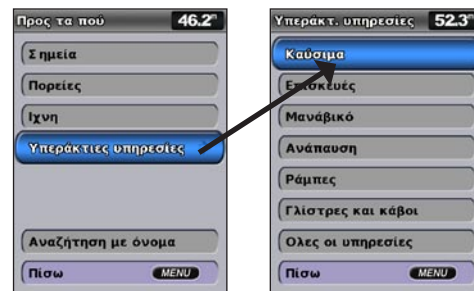 Προς τα πού 46.2"
Σημεία
Πορείες
Ιχνη
Υπεράκτιες υπηρεσίες
Αναζήτηση με όνομα
Πίσω MENU
Υπεράκτ. υπηρεσίες 52.3"
Καύσιμα
Επισκευές
Μανάβικό
Ανάπαυση
Ράμπες
Γλίστρες και κάβοι
Ολες οι υπηρεσίες
Πίσω MENU